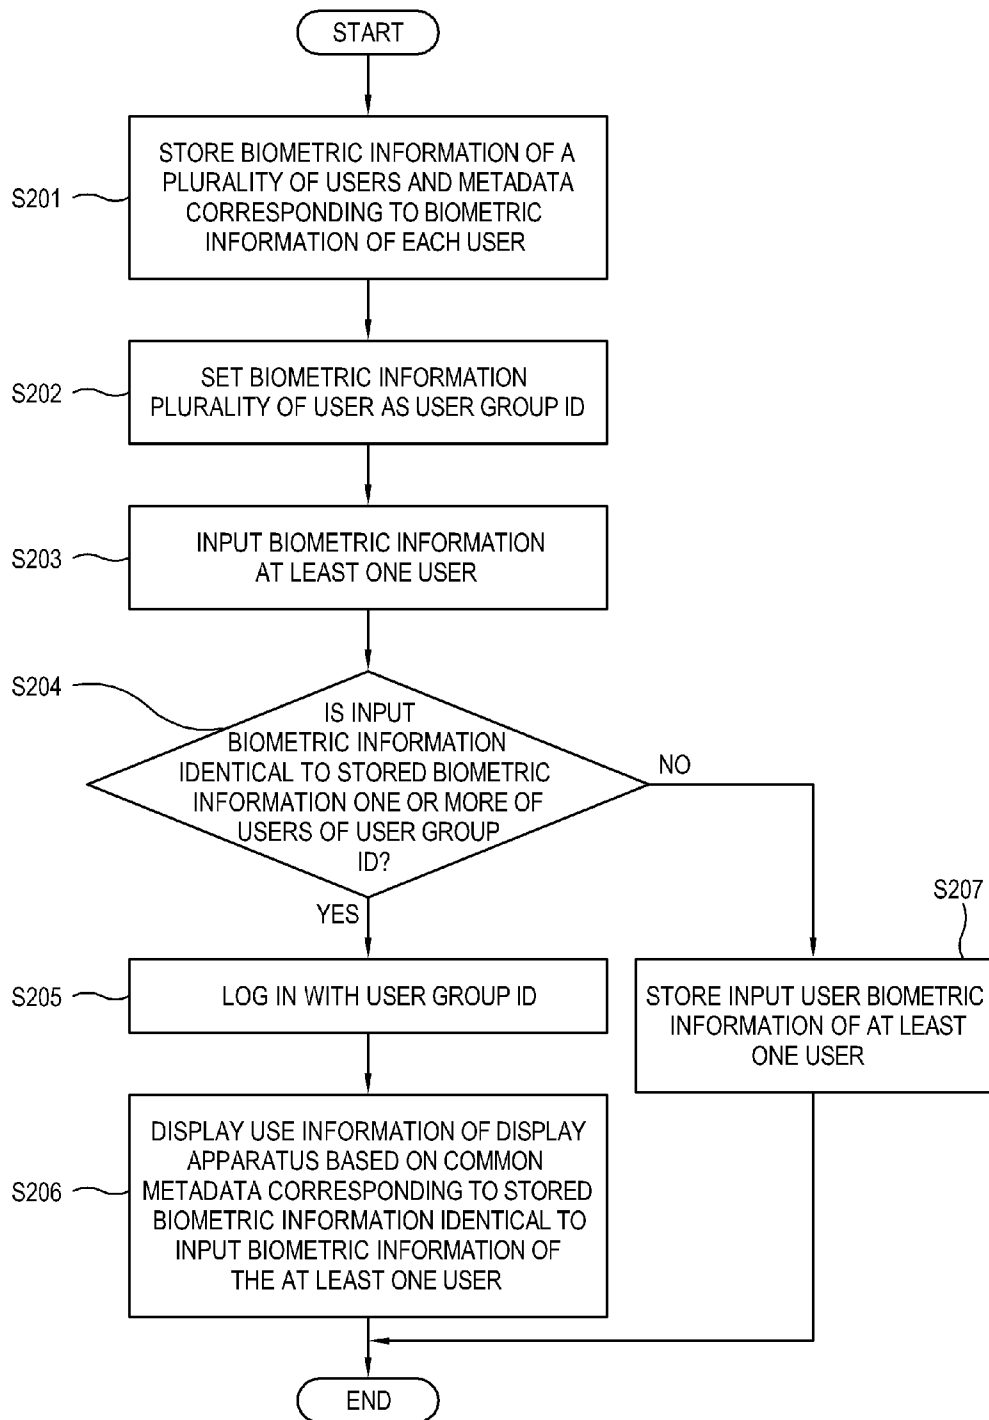 START
S201
STORE BIOMETRIC INFORMATION OF A
PLURALITY OF USERS AND METADATA
CORRESPONDING TO BIOMETRIC
INFORMATION OF EACH USER
S202
SET BIOMETRIC INFORMATION
PLURALITY OF USER AS USER GROUP ID
S203
INPUT BIOMETRIC INFORMATION
AT LEAST ONE USER
S204
IS INPUT
BIOMETRIC INFORMATION
IDENTICAL TO STORED BIOMETRIC
INFORMATION ONE OR MORE OF
USERS OF USER GROUP
ID?
NO
YES
S205
LOG IN WITH USER GROUP ID
S207
STORE INPUT USER BIOMETRIC
INFORMATION OF AT LEAST
ONE USER
S206
DISPLAY USE INFORMATION OF DISPLAY
APPARATUS BASED ON COMMON
METADATA CORRESPONDING TO STORED
BIOMETRIC INFORMATION IDENTICAL TO
INPUT BIOMETRIC INFORMATION OF
THE AT LEAST ONE USER
END